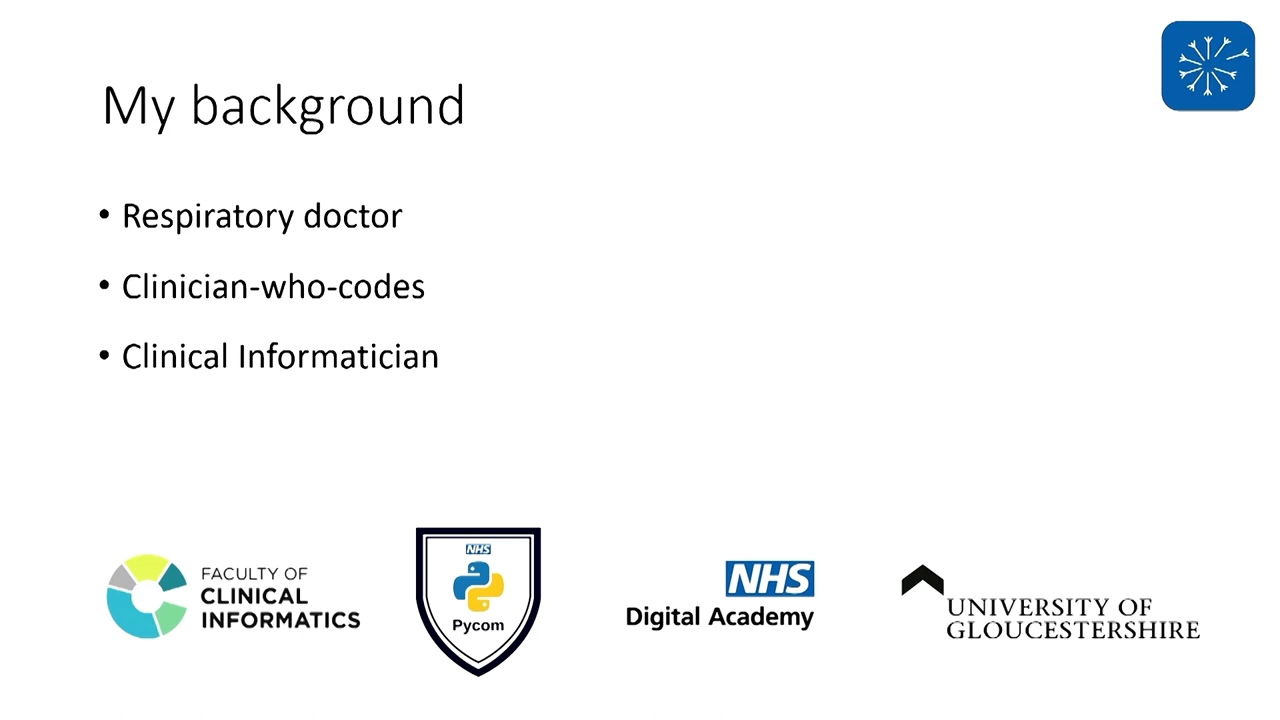 My background
• Respiratory doctor
• Clinician-who-codes
• Clinical Informatician
FACULTY OF
CLINICAL
INFORMATICS
NHS
Pycom
NHS
Digital Academy
UNIVERSITY OF
GLOUCESTERSHIRE